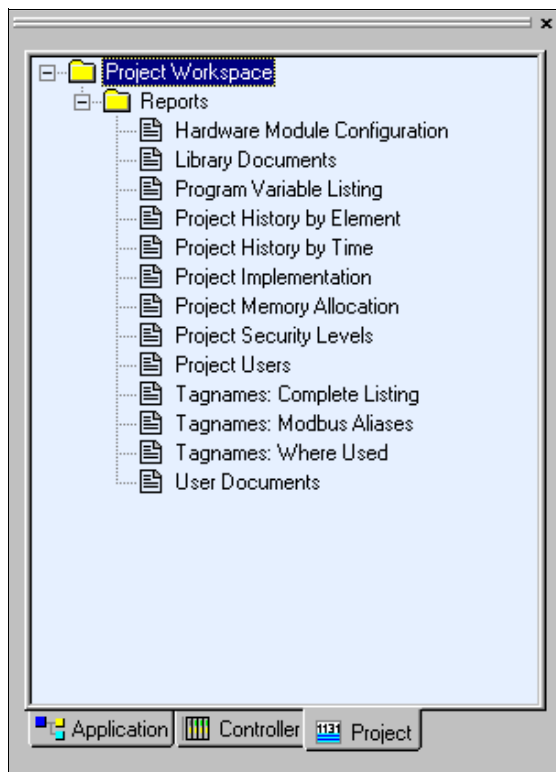 Project Workspace
Reports
Hardware Module Configuration
Library Documents
Program Variable Listing
Project History by Element
Project History by Time
Project Implementation
Project Memory Allocation
Project Security Levels
Project Users
Tagnames: Complete Listing
Tagnames: Modbus Aliases
Tagnames: Where Used
User Documents
Application Controller 1131 Project